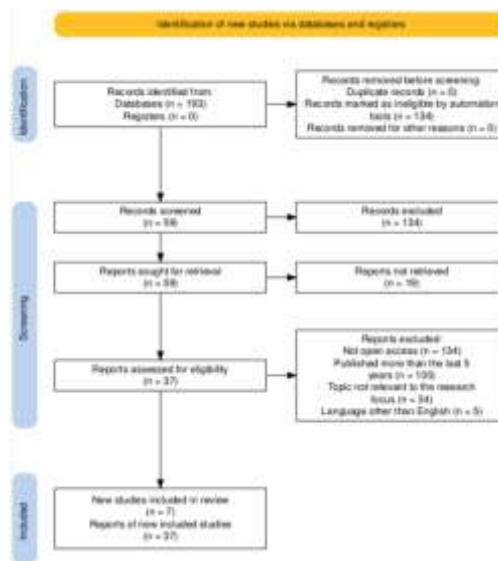 Identification of new studies via databases and registers
Identification
Records identified from:
Databases (n = 193)
Registers (n = 0)
Records removed before screening:
Duplicate records (n = 0)
Records marked as ineligible by automation
tools (n = 134)
Records removed for other reasons (n = 0)
Screening
Records screened
(n = 59)
Records excluded
(n = 134)
Reports sought for retrieval
(n = 59)
Reports not retrieved
Reports assessed for eligibility
(n = 37)
Reports excluded:
Not open access (n = 134)
Published more than the last 5
years
Topic not relevant to the research
focus
Language other than English (n = 5)
Included
New studies included in review
(n = 7)
Reports of new included studies
(n = 37)